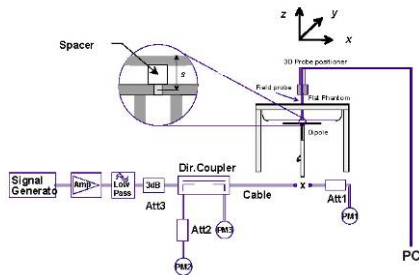 z
y
x
Spacer
s
3D Probe positioner
Field probe
Flat Phantom
Dipole
Signal
Generato
Amp
Low
Pass
3dB
Att3
Dir.Coupler
Cable
x
Att1
PM1
Att2
PM3
PM2
PC